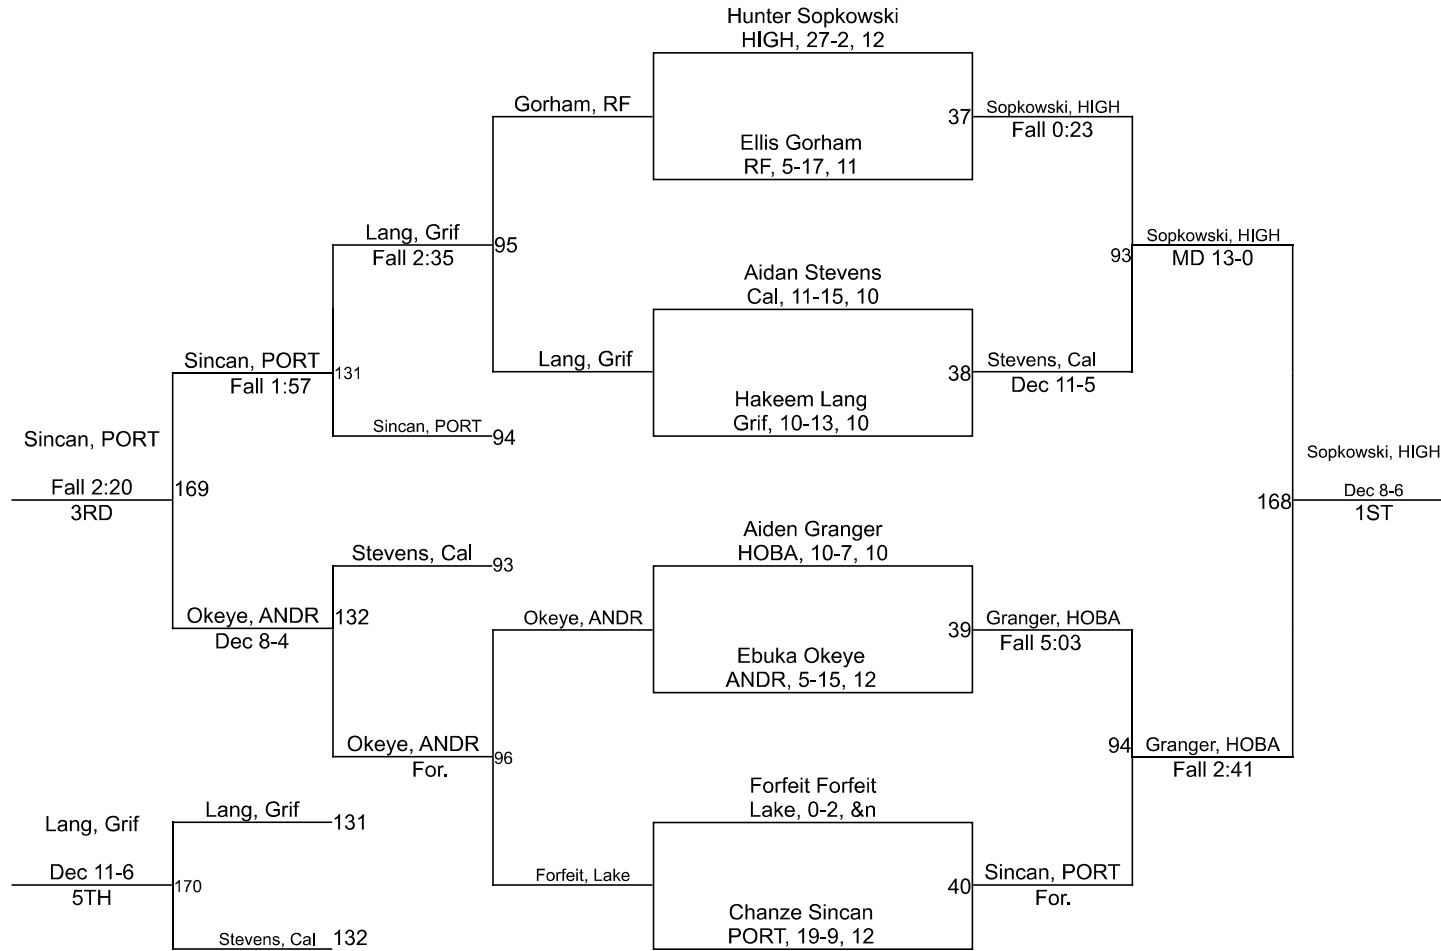 Hunter Sopkowski
HIGH, 27-2, 12
Gorham, RF
37
Sopkowski, HIGH
Fall 0:23
Ellis Gorham
RF, 5-17, 11
Lang, Grif
Fall 2:35
95
93
Sopkowski, HIGH
MD 13-0
Aidan Stevens
Cal, 11-15, 10
Sincan, PORT
Fall 1:57
131
Lang, Grif
38
Stevens, Cal
Dec 11-5
Hakeem Lang
Grif, 10-13, 10
Sincan, PORT
94
Sincan, PORT
Fall 2:20
3RD
169
168
Sopkowski, HIGH
Dec 8-6
1ST
Aiden Granger
HOBA, 10-7, 10
Stevens, Cal
93
Okeye, ANDR
Dec 8-4
132
Okeye, ANDR
39
Granger, HOBA
Fall 5:03
Ebuka Okeye
ANDR, 5-15, 12
Okeye, ANDR
For.
96
94
Granger, HOBA
Fall 2:41
Forfeit Forfeit
Lake, 0-2, &n
Lang, Grif
131
Lang, Grif
Dec 11-6
5TH
170
Forfeit, Lake
40
Sincan, PORT
For.
Chanze Sincan
PORT, 19-9, 12
Stevens, Cal
132